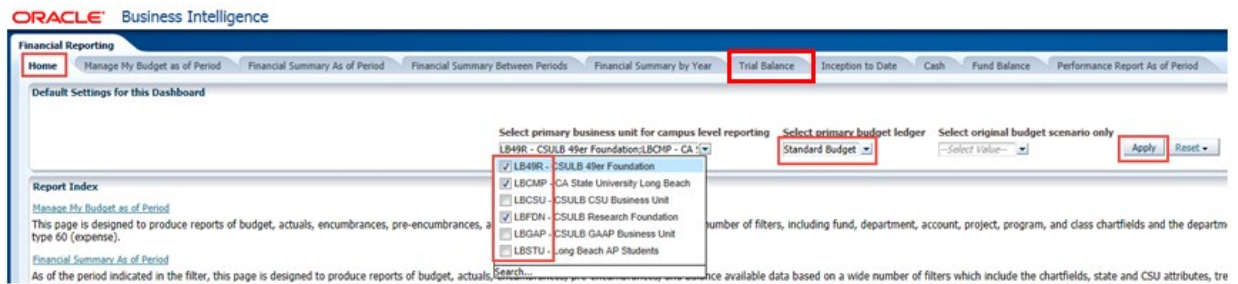 ORACLE Business Intelligence
Financial Reporting
Home Manage My Budget as of Period Financial Summary As of Period Financial Summary Between Periods Financial Summary by Year Trial Balance Inception to Date Cash Fund Balance Performance Report As of Period
Default Settings for this Dashboard
Select primary business unit for campus level reporting Select primary budget ledger Select original budget scenario only
LB49R - CSULB 49er Foundation;LBCMP - CA Standard Budget --Select Value-- Apply Reset
LB49R - CSULB 49er Foundation
LBCMP - CA State University Long Beach
LBCSU - CSULB CSU Business Unit
LBFDN - CSULB Research Foundation
LBGAP - CSULB GAAP Business Unit
LBSTU - Long Beach AP Students
Search...
Report Index
Manage My Budget as of Period
This page is designed to produce reports of budget, actuals, encumbrances, pre-encumbrances, a number of filters, including fund, department, account, project, program, and class chartfields and the departm
type 60 (expense).
Financial Summary As of Period
As of the period indicated in the filter, this page is designed to produce reports of budget, actuals, available data based on a wide number of filters which include the chartfields, state and CSU attributes, tre